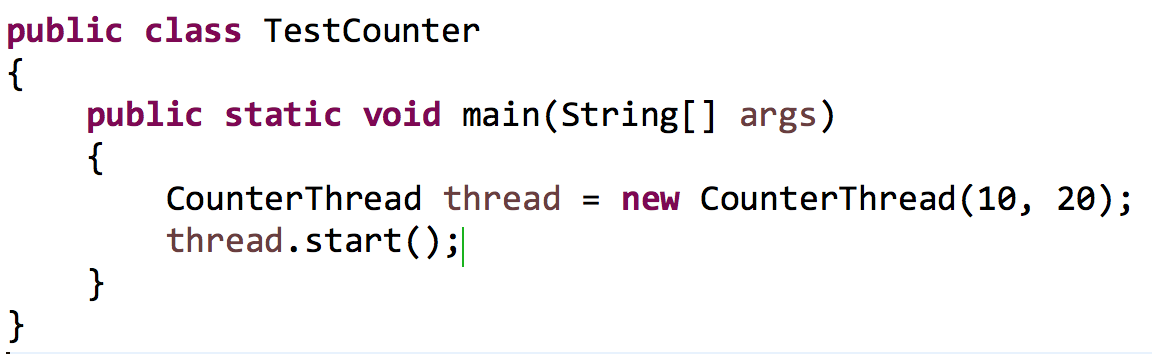 public class TestCounter
{
    public static void main(String[] args)
    {
        CounterThread thread = new CounterThread(10, 20);
        thread.start();
    }
}